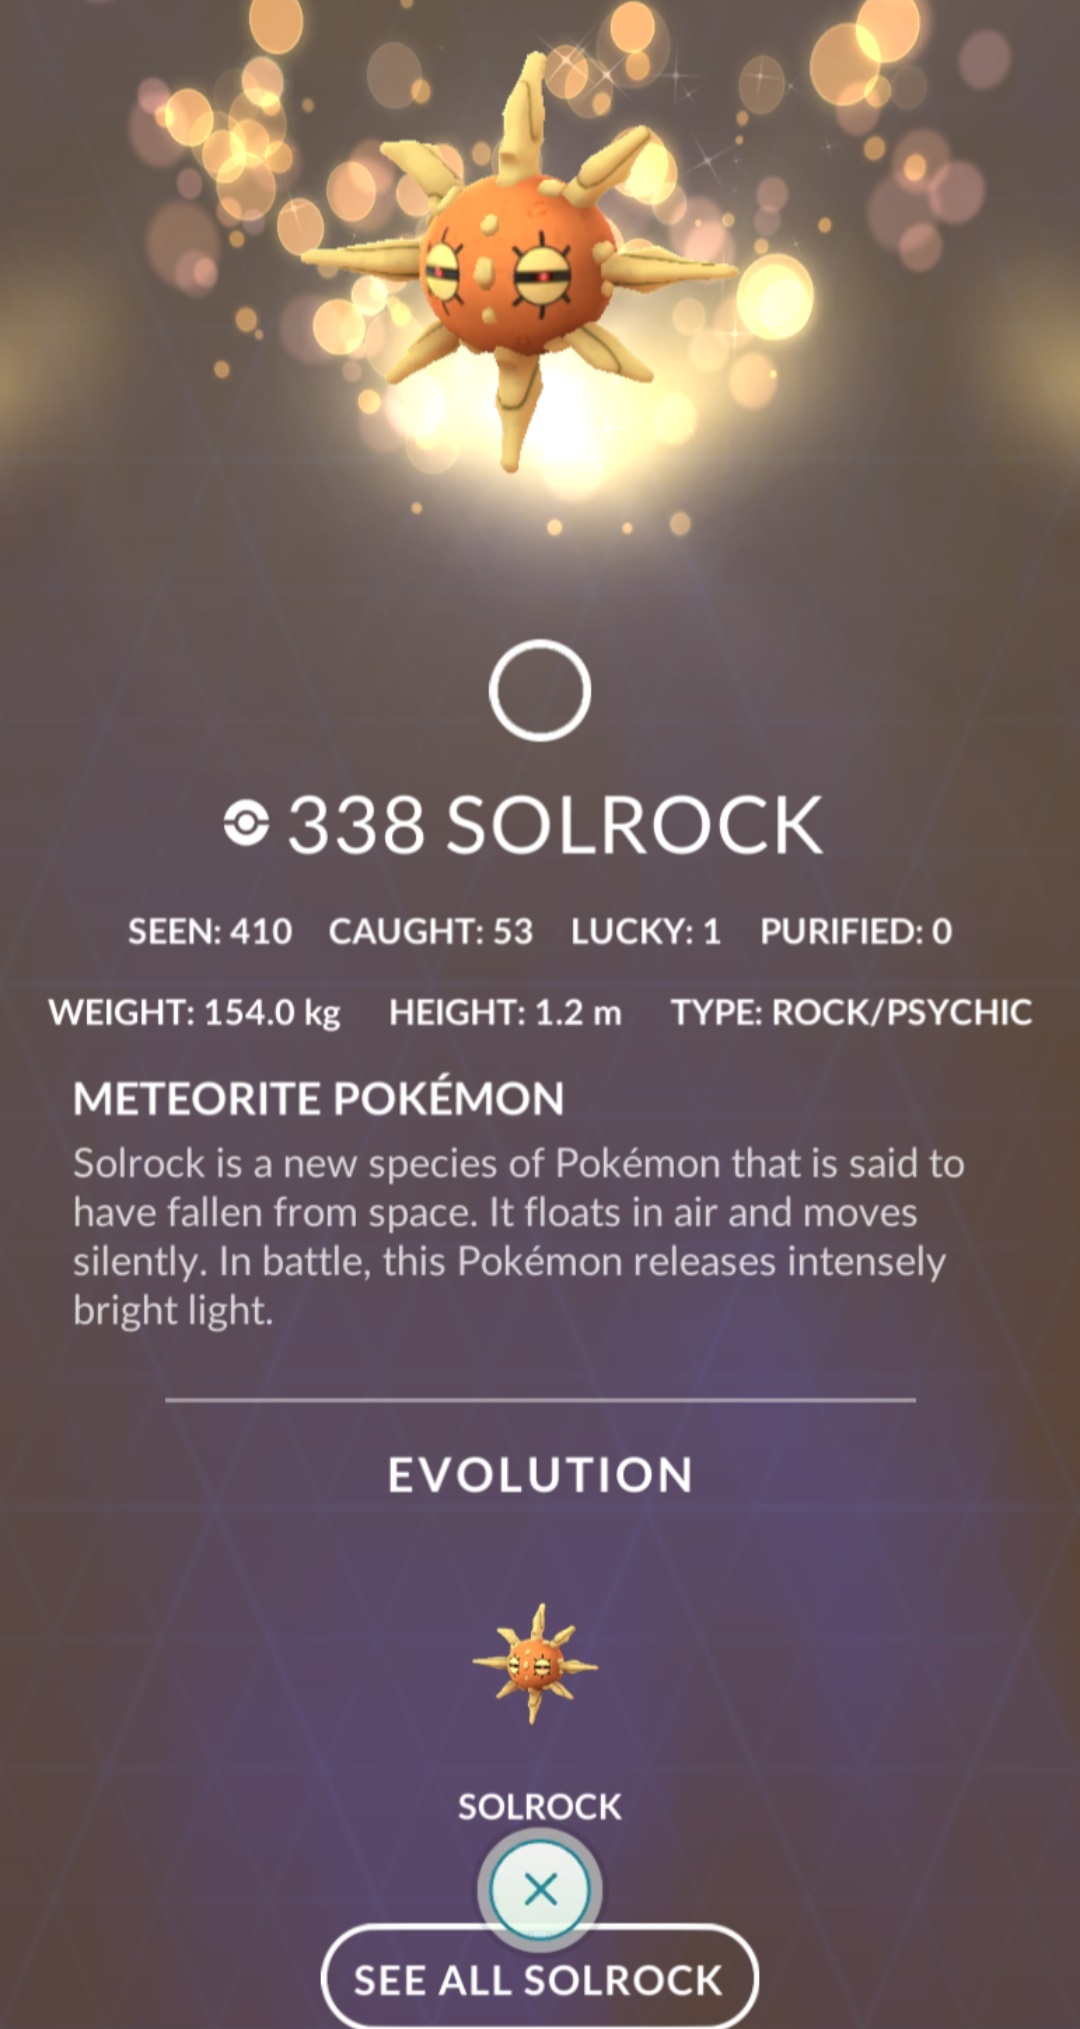 338 SOLROCK
SEEN: 410 CAUGHT: 53 LUCKY: 1 PURIFIED: 0
WEIGHT: 154.0 kg HEIGHT: 1.2 m TYPE: ROCK/PSYCHIC
METEORITE POKÉMON
Solrock is a new species of Pokémon that is said to
have fallen from space. It floats in air and moves
silently. In battle, this Pokémon releases intensely
bright light.
EVOLUTION
SOLROCK
SEE ALL SOLROCK